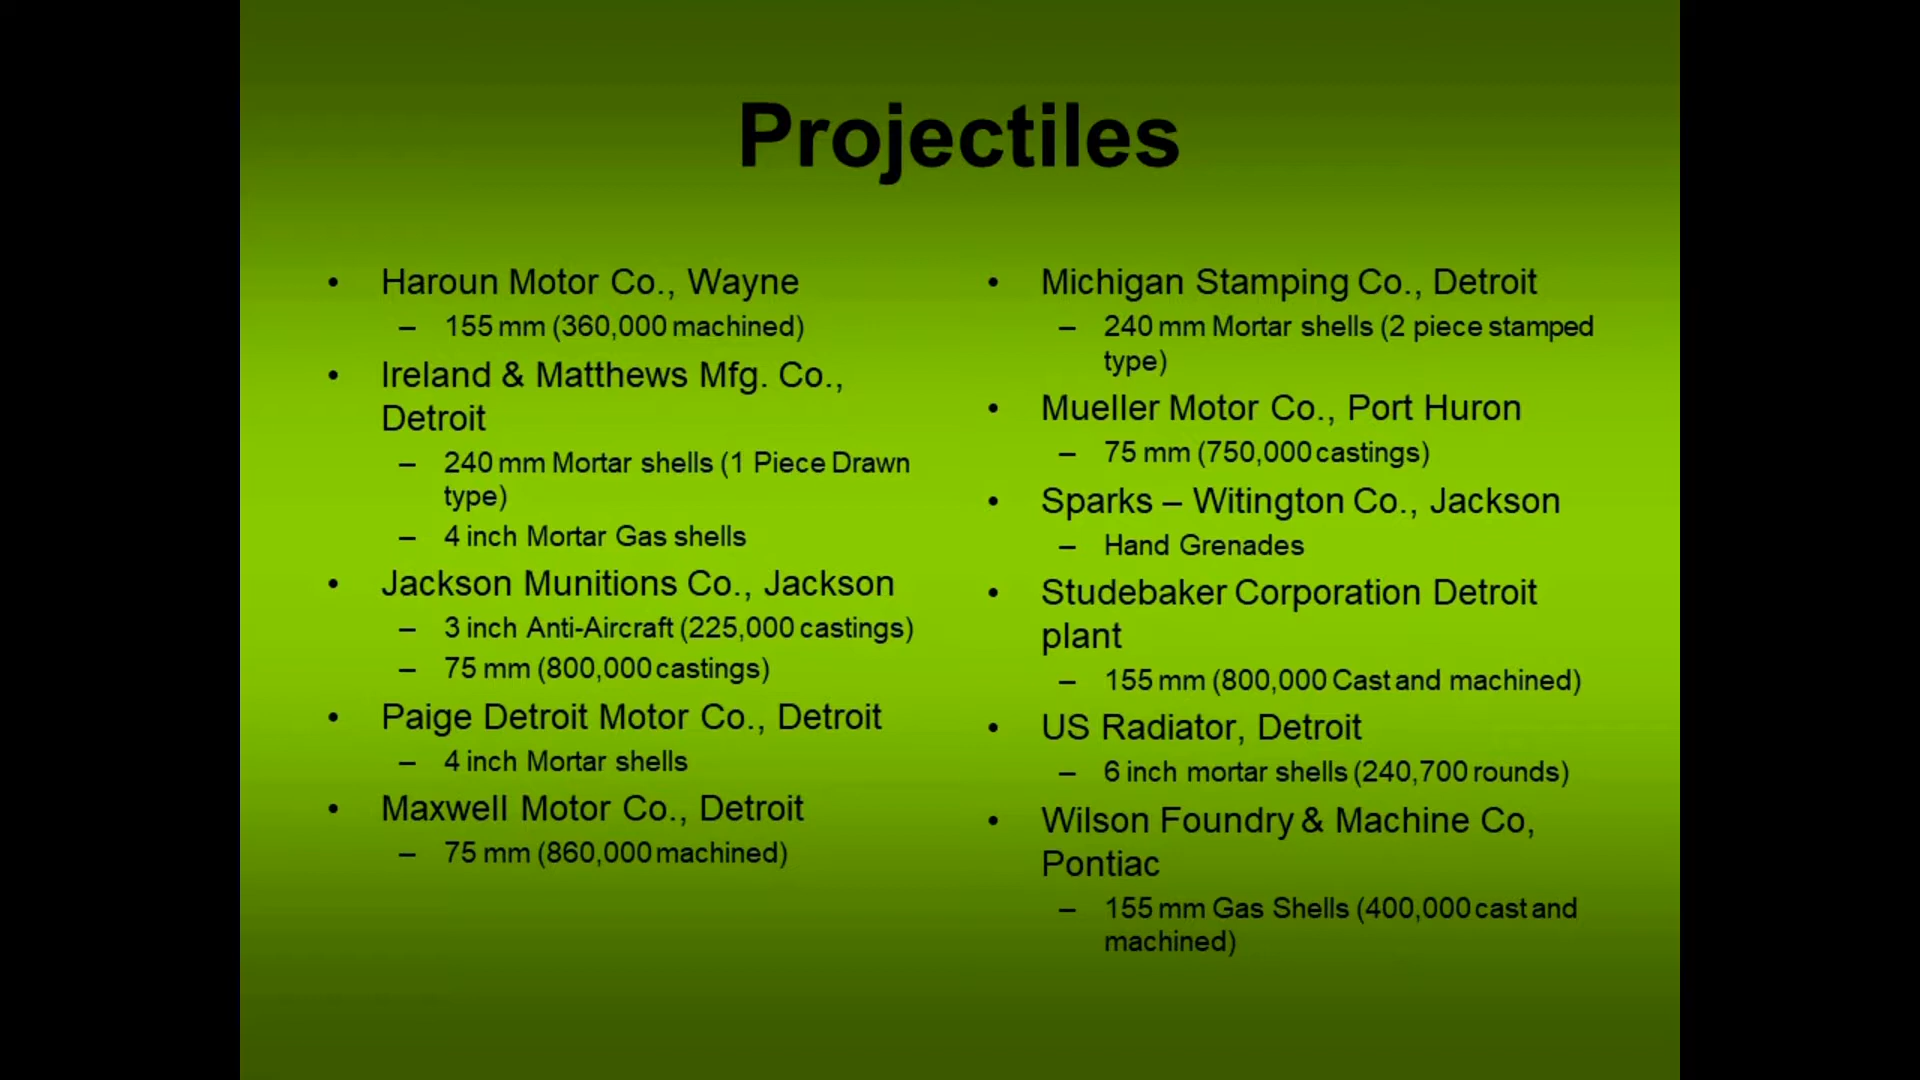 Projectiles
• Haroun Motor Co., Wayne
– 155 mm (360,000 machined)
• Ireland & Matthews Mfg. Co.,
Detroit
– 240 mm Mortar shells (1 Piece Drawn
type)
– 4 inch Mortar Gas shells
• Jackson Munitions Co., Jackson
– 3 inch Anti-Aircraft (225,000 castings)
– 75 mm (800,000 castings)
• Paige Detroit Motor Co., Detroit
– 4 inch Mortar shells
• Maxwell Motor Co., Detroit
– 75 mm (860,000 machined)
• Michigan Stamping Co., Detroit
– 240 mm Mortar shells (2 piece stamped
type)
• Mueller Motor Co., Port Huron
– 75 mm (750,000 castings)
• Sparks – Witington Co., Jackson
– Hand Grenades
• Studebaker Corporation Detroit
plant
– 155 mm (800,000 Cast and machined)
• US Radiator, Detroit
– 6 inch mortar shells (240,700 rounds)
• Wilson Foundry & Machine Co,
Pontiac
– 155 mm Gas Shells (400,000 cast and
machined)